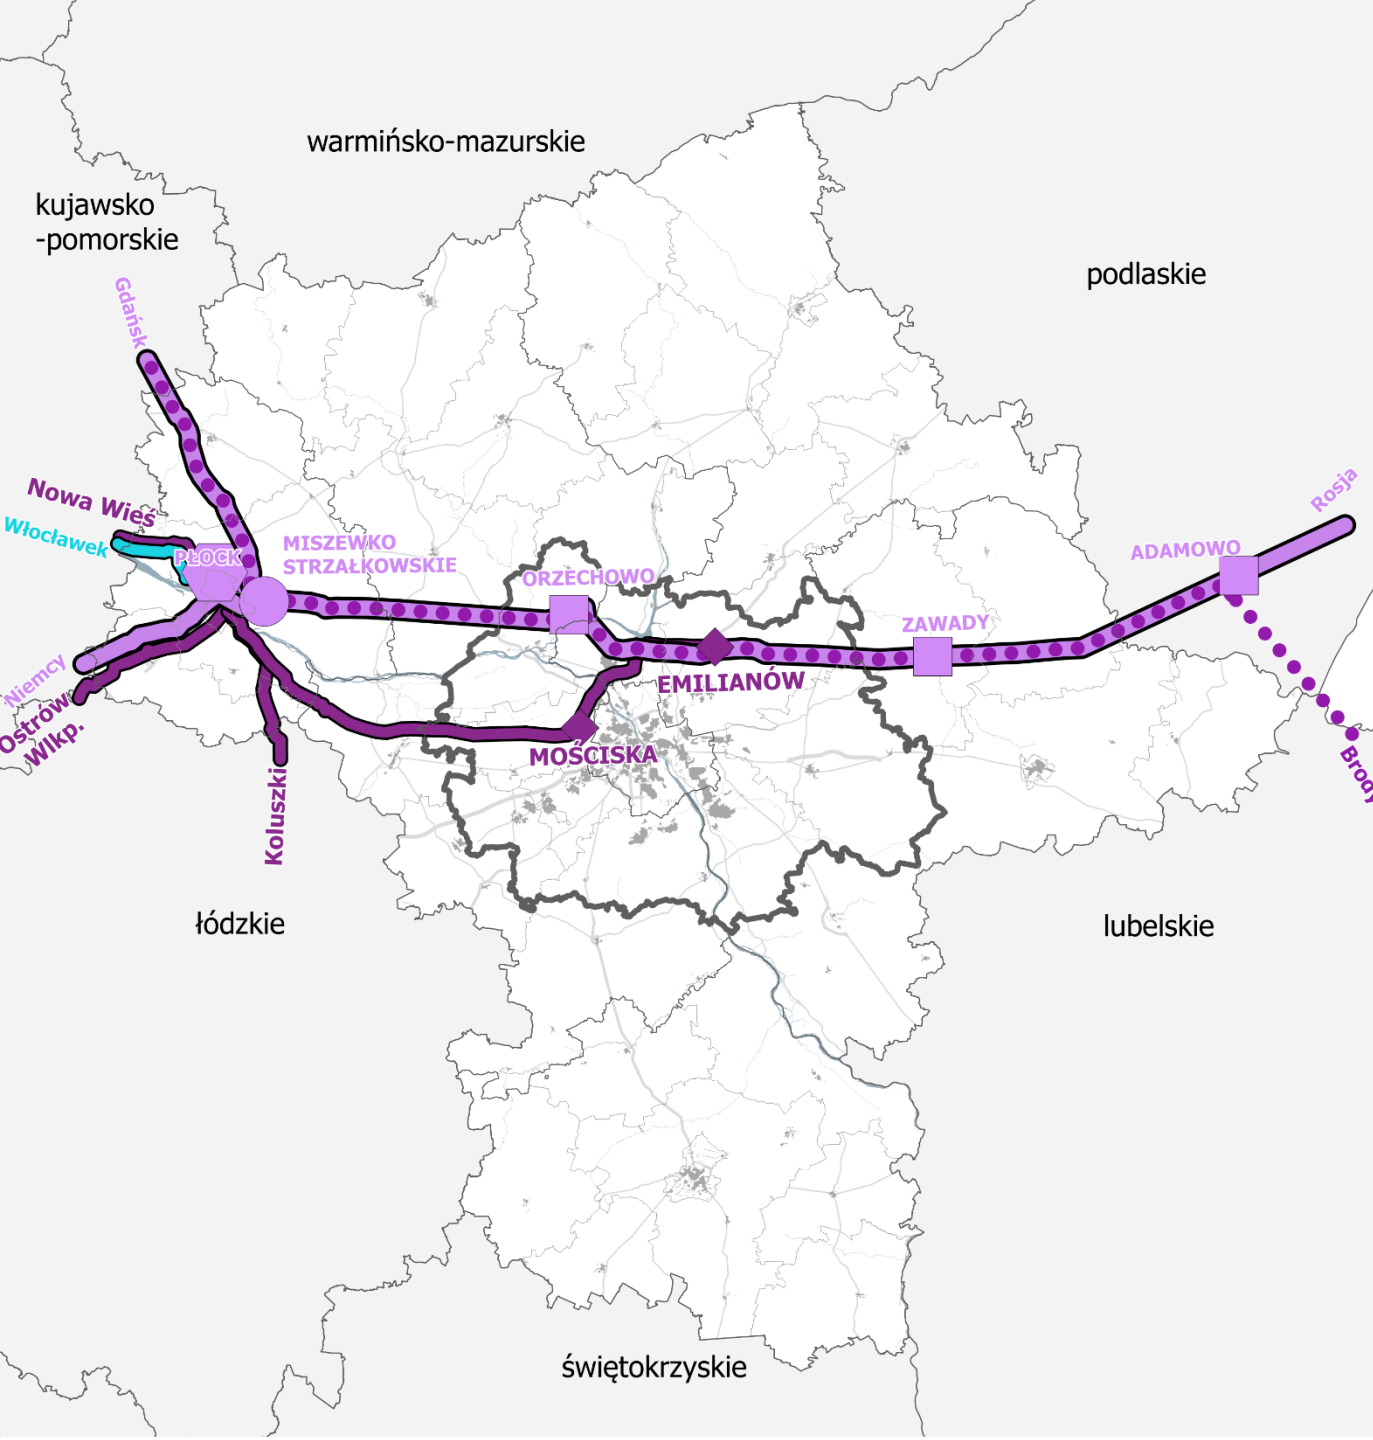 warmińsko-mazurskie
kujawsko
-pomorskie
podlaskie
Gdańsk
Nowa Wieś
Włocławek
PŁOCK
MISZEWKO
STRZAŁKOWSKIE
ORZECHOWO
Rosja
ADAMOWO
ZAWADY
EMILIANÓW
Niemcy
Ostrów
Wlkp.
MOŚCISKA
Brody
Koluszki
łódzkie
lubelskie
świętokrzyskie